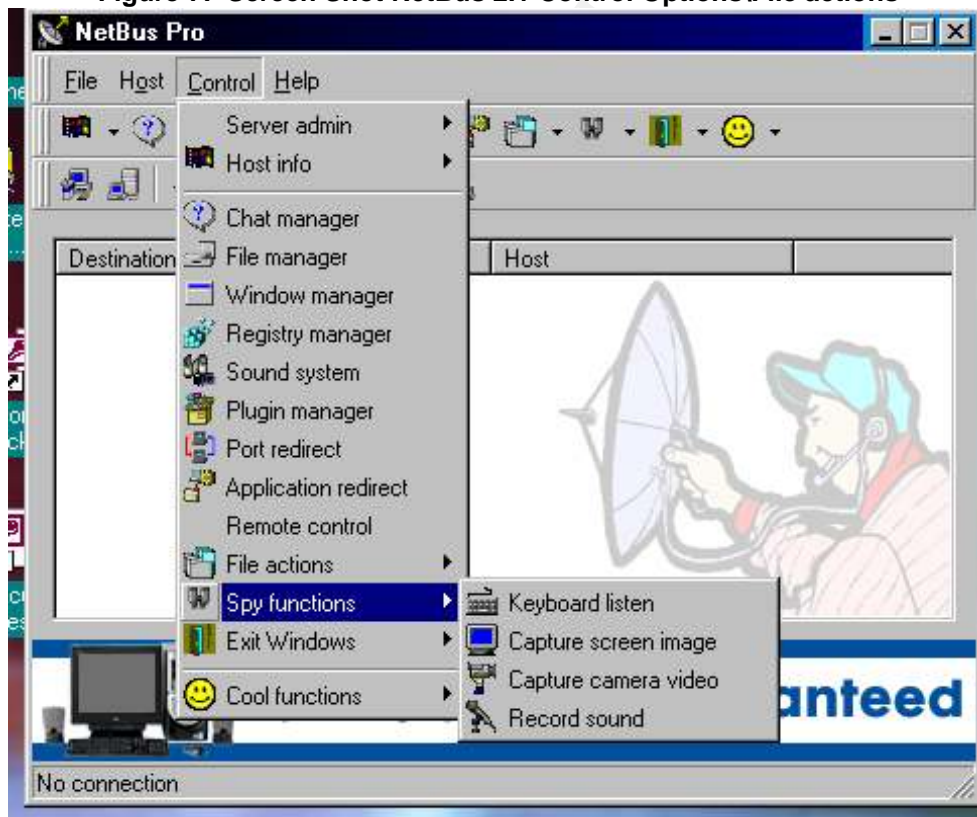 NetBus Pro
File Host Control Help
Server admin
Host info
Chat manager
Destination
File manager
Host
Window manager
Registry manager
Sound system
Plugin manager
Port redirect
Application redirect
Remote control
File actions
Spy functions
Keyboard listen
Exit Windows
Capture screen image
Capture camera video
Cool functions
anteed
Record sound
No connection